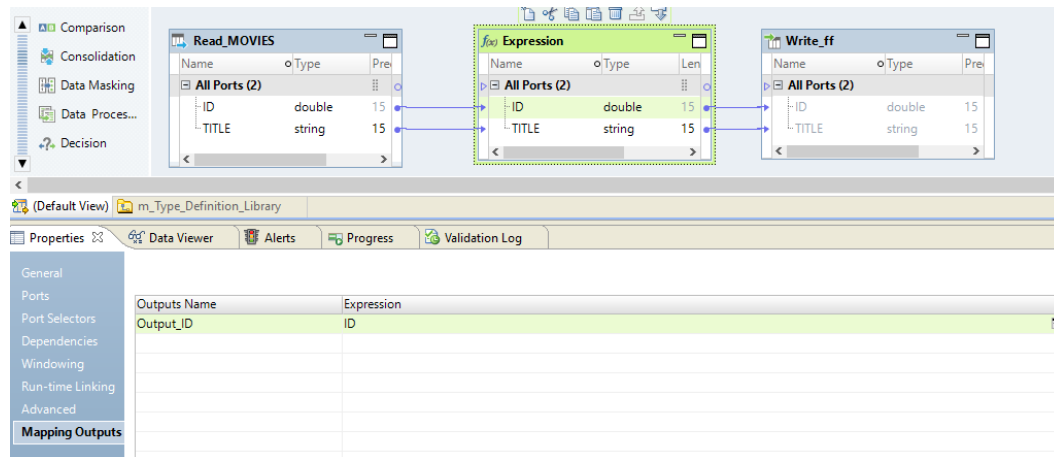 Comparison
Consolidation
Data Masking
Data Proces...
Decision
Read_MOVIES
Name Type Pre
All Ports (2)
ID double 15
TITLE string 15
f(x) Expression
Name Type Len
All Ports (2)
ID double 15
TITLE string 15
Write_ff
Name Type Pre
All Ports (2)
ID double 15
TITLE string 15
(Default View) m_Type_Definition_Library
Properties Data Viewer Alerts Progress Validation Log
General
Ports
Port Selectors
Dependencies
Windowing
Run-time Linking
Advanced
Mapping Outputs
Outputs Name Expression
Output_ID ID